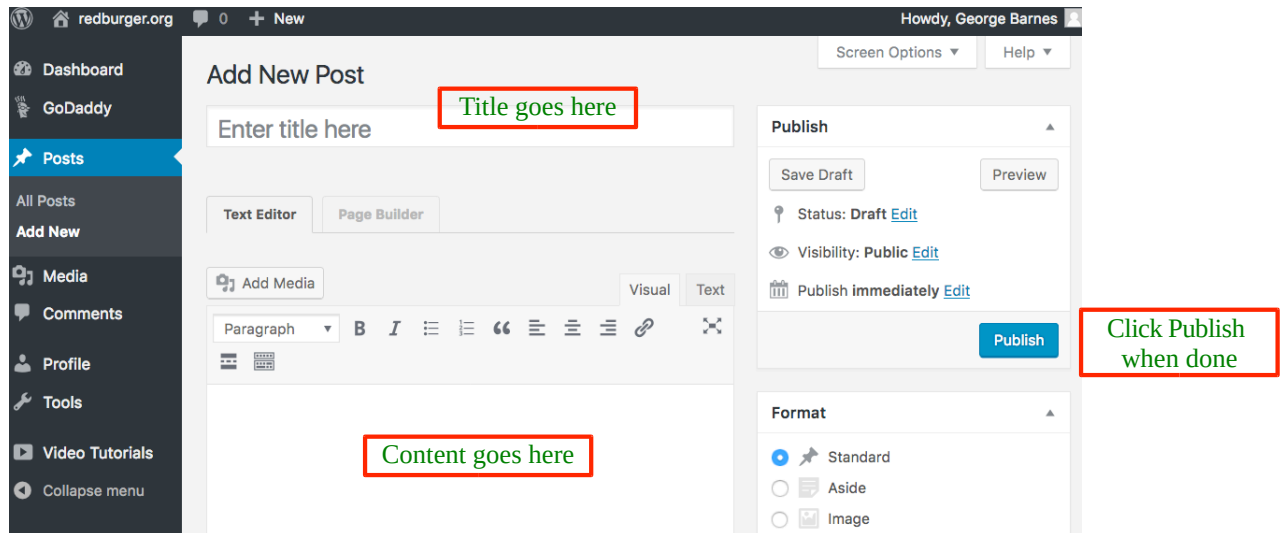 redburger.org 0 + New Howdy, George Barnes
Screen Options ▼ Help ▼
Dashboard
GoDaddy
Posts
All Posts
Add New
Media
Comments
Profile
Tools
Video Tutorials
Collapse menu
Add New Post
Title goes here
Enter title here
Text Editor Page Builder
Add Media
Visual Text
Paragraph ▼ B I
Content goes here
Publish
Save Draft Preview
Status: Draft Edit
Visibility: Public Edit
Publish immediately Edit
Publish
Click Publish
when done
Format
Standard
Aside
Image